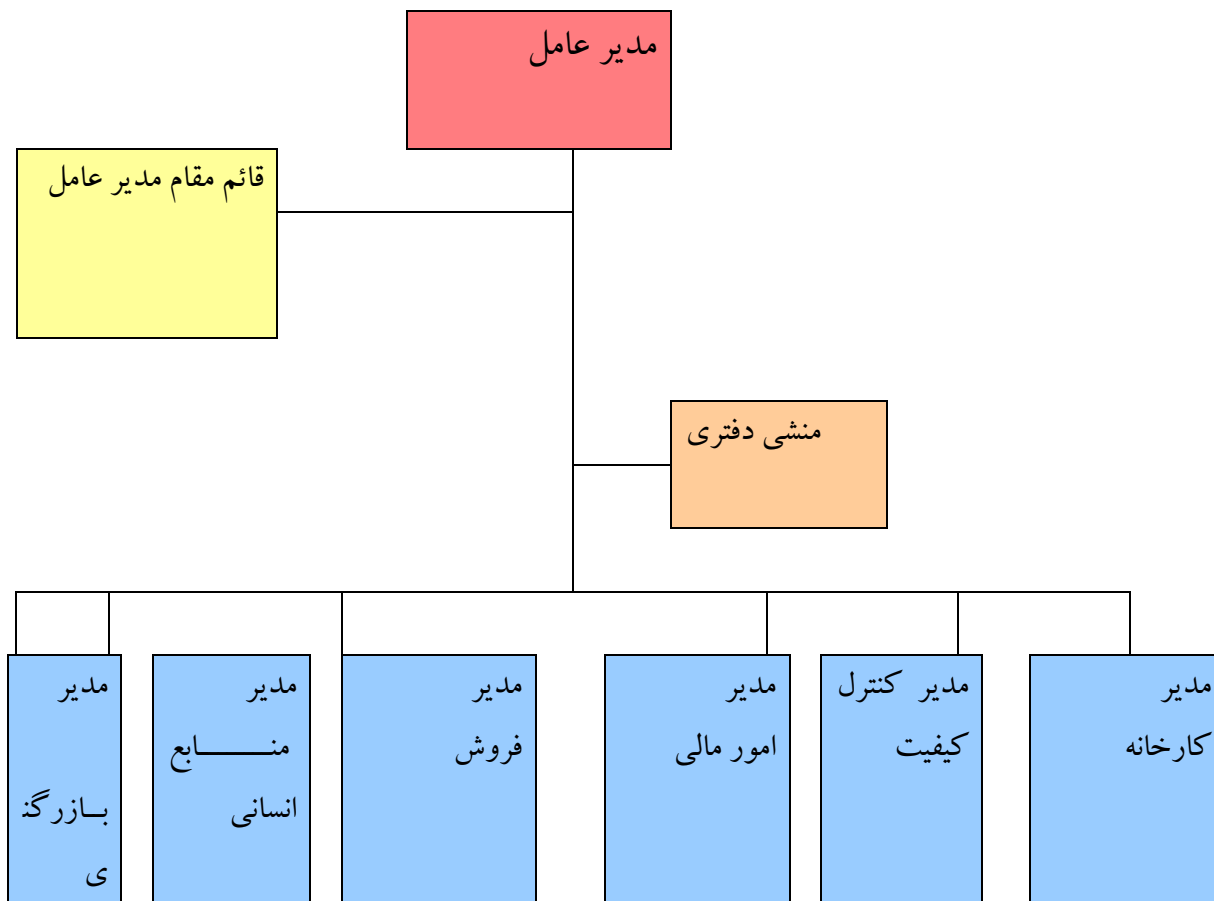 مدیر عامل
قائم مقام مدیر عامل
منشی دفتری
مدیر
کارخانه
مدیر کنترل
کیفیت
مدیر
امور مالی
مدیر
فروش
مدیر
منـــــــابع
انسانی
مدیر
بــازرگنـ
ی